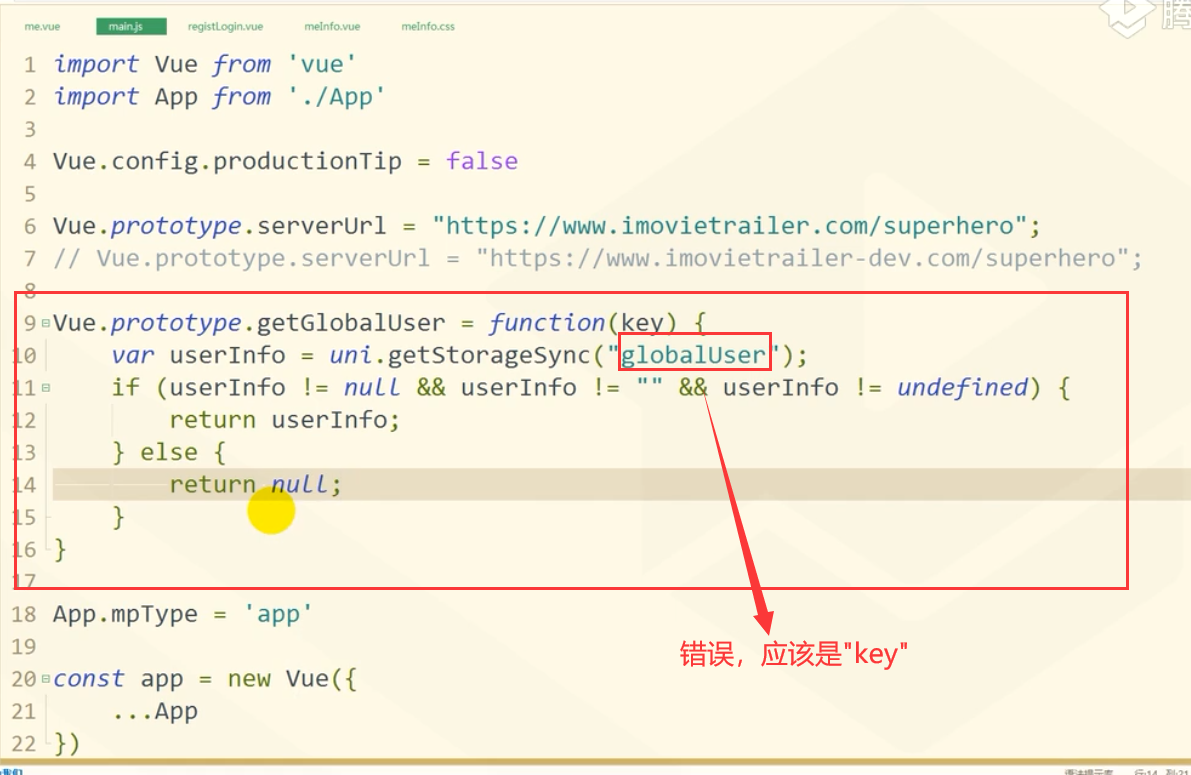 me.vue main.js registLogin.vue meInfo.vue meInfo.css
1 import Vue from 'vue'
2 import App from './App'
3
4 Vue.config.productionTip = false
5
6 Vue.prototype.serverUrl = "https://www.imovietrailer.com/superhero";
7 // Vue.prototype.serverUrl = "https://www.imovietrailer-dev.com/superhero";
8
9 Vue.prototype.getGlobalUser = function(key) {
10 var userInfo = uni.getStorageSync("globalUser");
11 if (userInfo != null && userInfo != "" && userInfo != undefined) {
12 return userInfo;
13 } else {
14 return null;
15 }
16 }
17
18 App.mpType = 'app'
19
错误，应该是"key"
20 const app = new Vue({
21 ...App
22 })